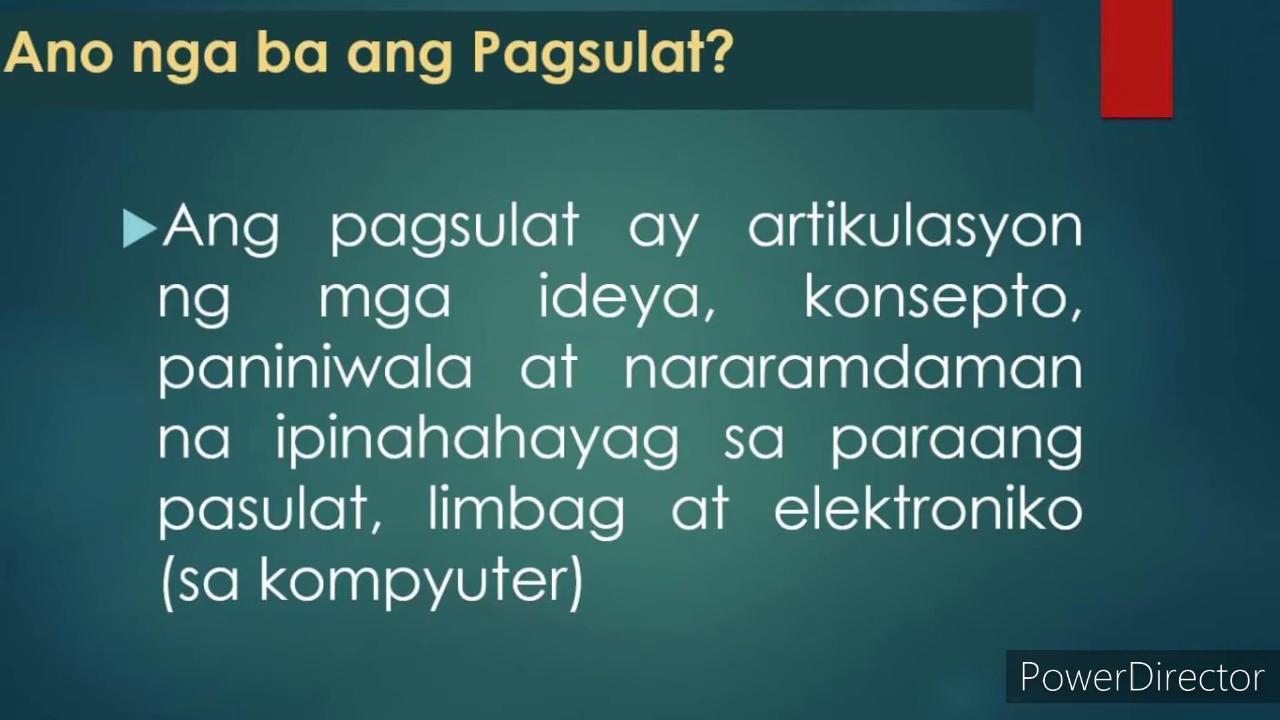 Ano nga ba ang Pagsulat?
Ang pagsulat ay artikulasyon
ng mga ideya, konsepto,
paniniwala at nararamdaman
na ipinahahayag sa paraang
pasulat, limbag at elektroniko
(sa kompyuter)
PowerDirector